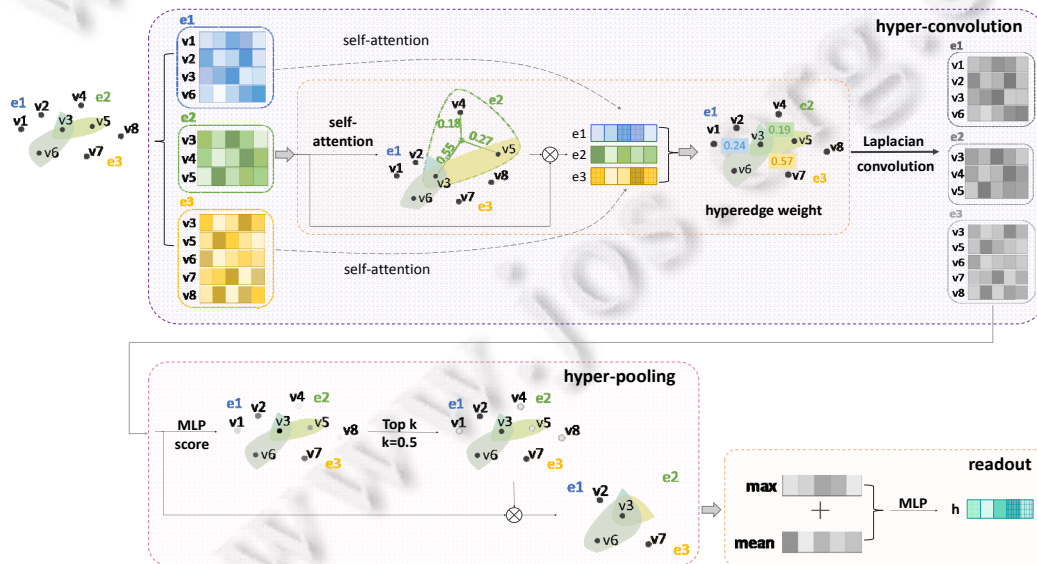 hyper-convolution
e1
v1
v2
v3
v6
e2
v3
v4
v5
e3
v3
v5
v6
v7
v8
e1
v1
v2
v4
e2
v3
v5
v8
v6
v7
e3
self-attention
self-attention
self-attention
e1
v1
v2
v4
e2
0.18
0.27
0.55
v5
v3
v8
v6
v7
e3
e1
e2
e3
e1
v1
v2
v4
e2
v3
0.19
v5
0.24
v8
0.57
v6
v7
e3
hyperedge weight
Laplacian
convolution
e1
v1
v2
v3
v6
e2
v3
v4
v5
e3
v3
v5
v6
v7
v8
hyper-pooling
MLP
score
e1
v1
v2
v4
e2
v3
v5
v8
v6
v7
e3
Top k
k=0.5
e1
v1
v2
v4
e2
v3
v5
v8
v6
v7
e3
e1
e2
v2
v3
v6
v7
e3
readout
max
+
mean
MLP
h